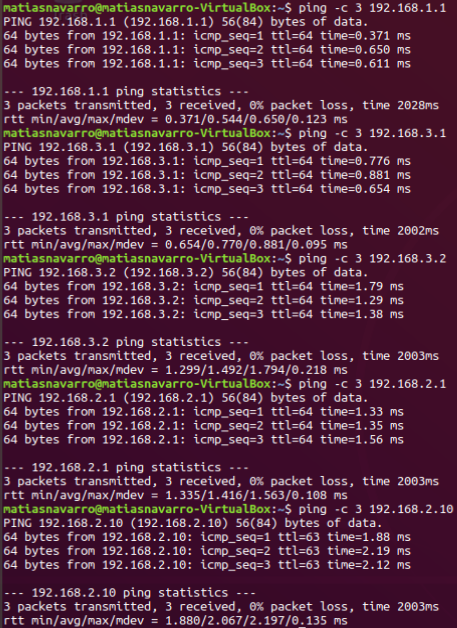 matiasnavarro@matiasnavarro-VirtualBox:~$ ping -c 3 192.168.1.1
PING 192.168.1.1 (192.168.1.1) 56(84) bytes of data.
64 bytes from 192.168.1.1: icmp_seq=1 ttl=64 time=0.371 ms
64 bytes from 192.168.1.1: icmp_seq=2 ttl=64 time=0.650 ms
64 bytes from 192.168.1.1: icmp_seq=3 ttl=64 time=0.611 ms
--- 192.168.1.1 ping statistics ---
3 packets transmitted, 3 received, 0% packet loss, time 2028ms
rtt min/avg/max/mdev = 0.371/0.544/0.650/0.123 ms
matiasnavarro@matiasnavarro-VirtualBox:~$ ping -c 3 192.168.3.1
PING 192.168.3.1 (192.168.3.1) 56(84) bytes of data.
64 bytes from 192.168.3.1: icmp_seq=1 ttl=64 time=0.776 ms
64 bytes from 192.168.3.1: icmp_seq=2 ttl=64 time=0.881 ms
64 bytes from 192.168.3.1: icmp_seq=3 ttl=64 time=0.654 ms
--- 192.168.3.1 ping statistics ---
3 packets transmitted, 3 received, 0% packet loss, time 2002ms
rtt min/avg/max/mdev = 0.654/0.770/0.881/0.095 ms
matiasnavarro@matiasnavarro-VirtualBox:~$ ping -c 3 192.168.3.2
PING 192.168.3.2 (192.168.3.2) 56(84) bytes of data.
64 bytes from 192.168.3.2: icmp_seq=1 ttl=64 time=1.79 ms
64 bytes from 192.168.3.2: icmp_seq=2 ttl=64 time=1.29 ms
64 bytes from 192.168.3.2: icmp_seq=3 ttl=64 time=1.38 ms
--- 192.168.3.2 ping statistics ---
3 packets transmitted, 3 received, 0% packet loss, time 2003ms
rtt min/avg/max/mdev = 1.299/1.492/1.794/0.218 ms
matiasnavarro@matiasnavarro-VirtualBox:~$ ping -c 3 192.168.2.1
PING 192.168.2.1 (192.168.2.1) 56(84) bytes of data.
64 bytes from 192.168.2.1: icmp_seq=1 ttl=64 time=1.33 ms
64 bytes from 192.168.2.1: icmp_seq=2 ttl=64 time=1.35 ms
64 bytes from 192.168.2.1: icmp_seq=3 ttl=64 time=1.56 ms
--- 192.168.2.1 ping statistics ---
3 packets transmitted, 3 received, 0% packet loss, time 2003ms
rtt min/avg/max/mdev = 1.335/1.416/1.563/0.108 ms
matiasnavarro@matiasnavarro-VirtualBox:~$ ping -c 3 192.168.2.10
PING 192.168.2.10 (192.168.2.10) 56(84) bytes of data.
64 bytes from 192.168.2.10: icmp_seq=1 ttl=63 time=1.88 ms
64 bytes from 192.168.2.10: icmp_seq=2 ttl=63 time=2.19 ms
64 bytes from 192.168.2.10: icmp_seq=3 ttl=63 time=2.12 ms
--- 192.168.2.10 ping statistics ---
3 packets transmitted, 3 received, 0% packet loss, time 2003ms
rtt min/avg/max/mdev = 1.880/2.067/2.197/0.135 ms